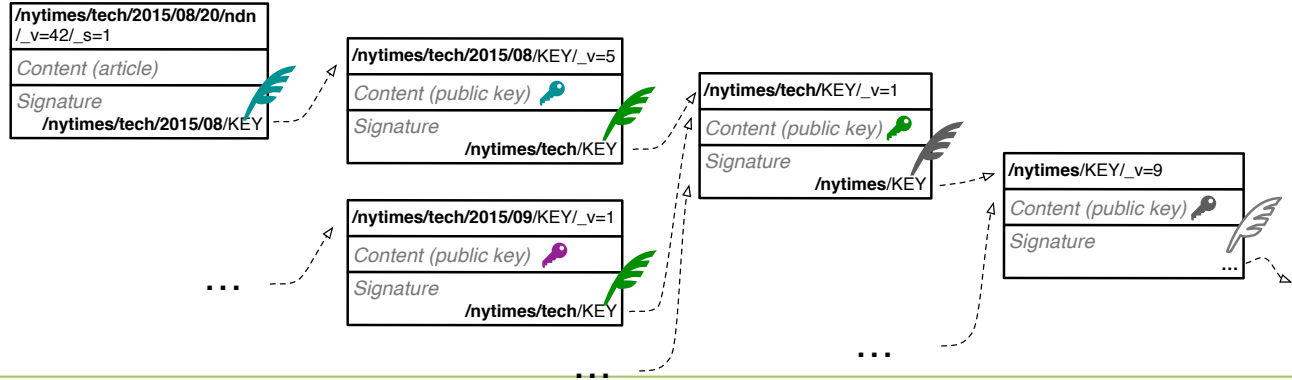 /nytimes/tech/2015/08/20/ndn
/_v=42/_s=1
Content (article)
Signature
/nytimes/tech/2015/08/KEY
/nytimes/tech/2015/08/KEY/_v=5
Content (public key)
Signature
/nytimes/tech/KEY
/nytimes/tech/2015/09/KEY/_v=1
Content (public key)
Signature
/nytimes/tech/KEY
...
/nytimes/tech/KEY/_v=1
Content (public key)
Signature
/nytimes/KEY
...
/nytimes/KEY/_v=9
Content (public key)
Signature
...
...